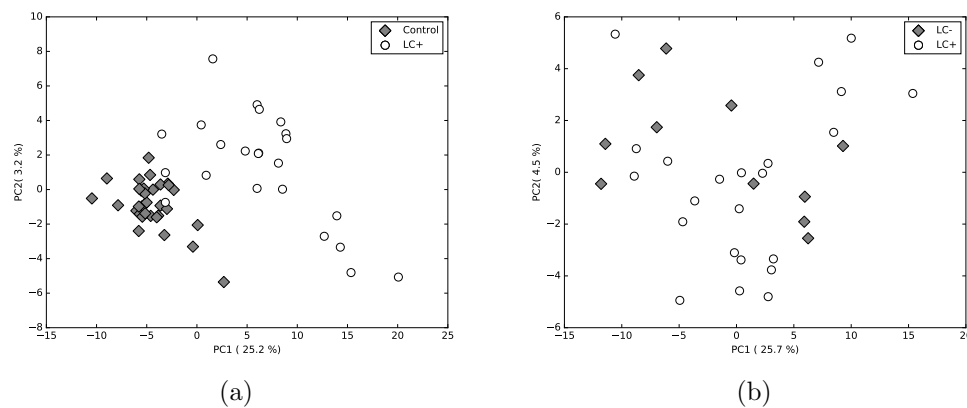 10
8
6
4
2
0
−2
−4
−6
−8
−15 −10 −5 0 5 10 15 20 25
PC1 ( 25.2 %)
PC2( 3.2 %)
Control
LC+
(a)
6
4
2
0
−2
−4
−6
−15 −10 −5 0 5 10 15 20
PC1 ( 25.7 %)
PC2( 4.5 %)
LC-
LC+
(b)